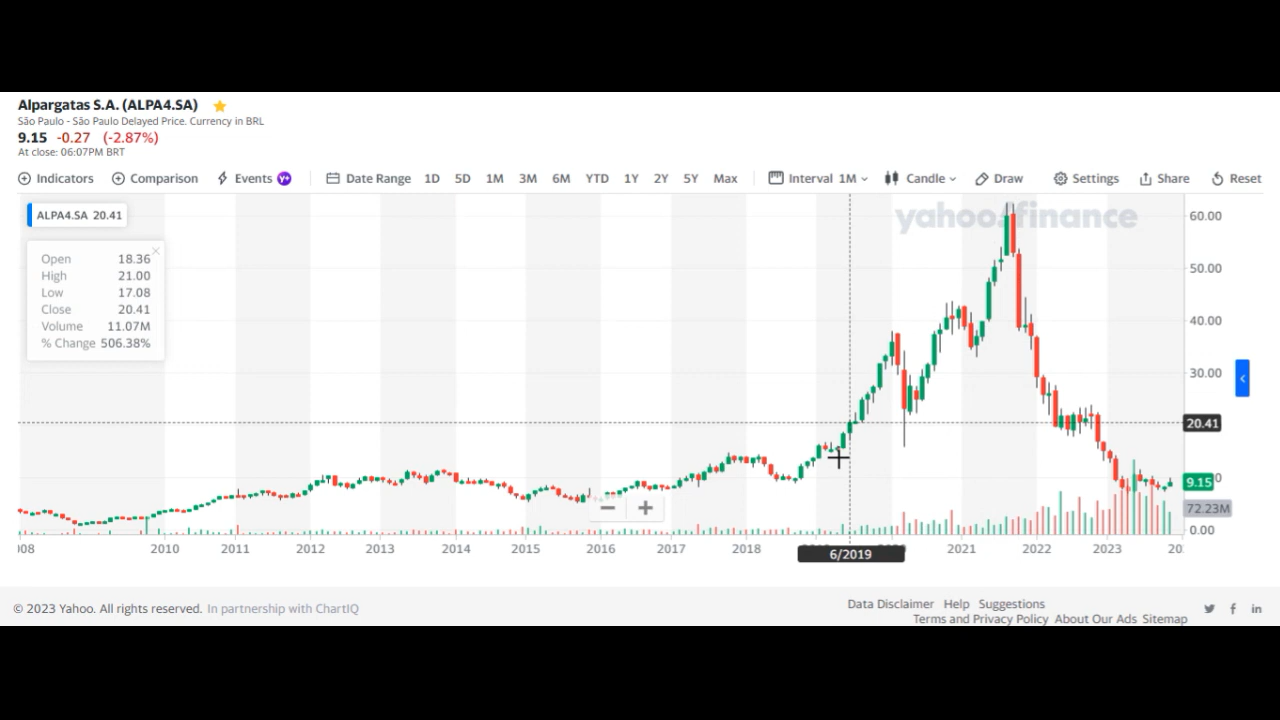 Alpargatas S.A. (ALPA4.SA)
São Paulo - São Paulo Delayed Price. Currency in BRL
9.15 -0.27 (-2.87%)
At close: 06:07PM BRT
Indicators Comparison Events Y+ Date Range 1D 5D 1M 3M 6M YTD 1Y 2Y 5Y Max Interval 1M Candle Draw Settings Share Reset
ALPA4.SA 20.41
yahoo!finance
60.00
Open 18.36
High 21.00
Low 17.08
Close 20.41
Volume 11.07M
% Change 506.38%
50.00
40.00
30.00
20.41
9.15
72.23M
0.00
2010 2011 2012 2013 2014 2015 2016 2017 2018 2021 2022 2023
6/2019
© 2023 Yahoo. All rights reserved. In partnership with ChartIQ
Data Disclaimer Help Suggestions
Terms and Privacy Policy About Our Ads Sitemap